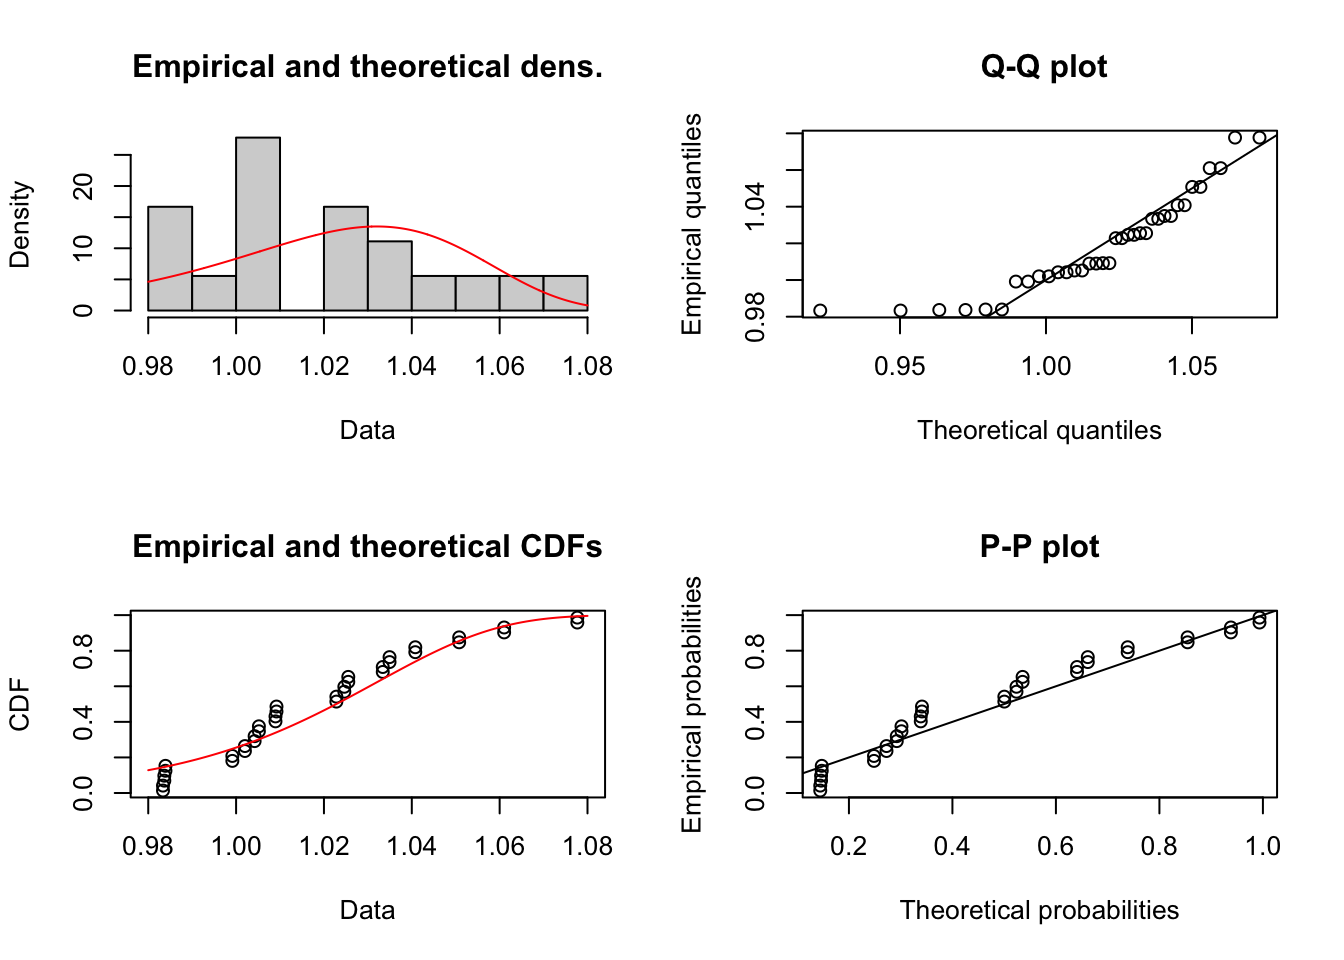 Empirical and theoretical dens.
Density
0
10
20
0.98 1.00 1.02 1.04 1.06 1.08
Data
Q-Q plot
Empirical quantiles
0.98
1.04
0.95 1.00 1.05
Theoretical quantiles
Empirical and theoretical CDFs
CDF
0.0
0.4
0.8
0.98 1.00 1.02 1.04 1.06 1.08
Data
P-P plot
Empirical probabilities
0.0
0.4
0.8
0.2 0.4 0.6 0.8 1.0
Theoretical probabilities